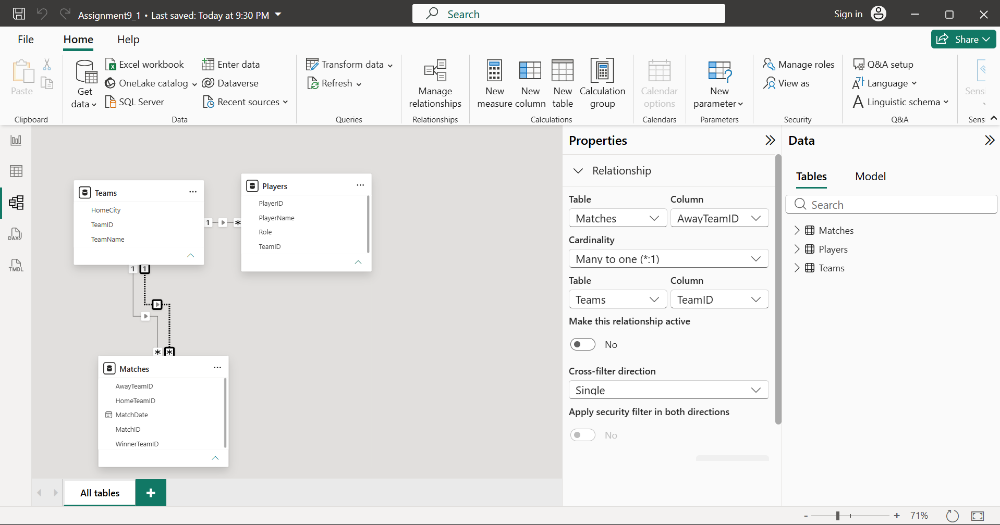 Assignment9_1 • Last saved: Today at 9:30 PM
Search
Sign in
File
Home
Help
Share
Paste
Clipboard
Get data
Excel workbook
OneLake catalog
SQL Server
Enter data
Dataverse
Recent sources
Data
Transform data
Refresh
Queries
Manage relationships
Relationships
New measure
New column
New table
Calculation group
Calculations
Calendar options
Calendars
New parameter
Parameters
Manage roles
View as
Security
Q&A setup
Language
Linguistic schema
Q&A
Sensi
Sens
DAX
TMDL
Teams
HomeCity
TeamID
TeamName
1
*
Players
PlayerID
PlayerName
Role
TeamID
1
1
*
*
Matches
AwayTeamID
HomeTeamID
MatchDate
MatchID
WinnerTeamID
All tables
+
Properties
Relationship
Table
Column
Matches
AwayTeamID
Cardinality
Many to one (*:1)
Table
Column
Teams
TeamID
Make this relationship active
No
Cross-filter direction
Single
Apply security filter in both directions
No
Data
Tables
Model
Search
Matches
Players
Teams
- + 71%